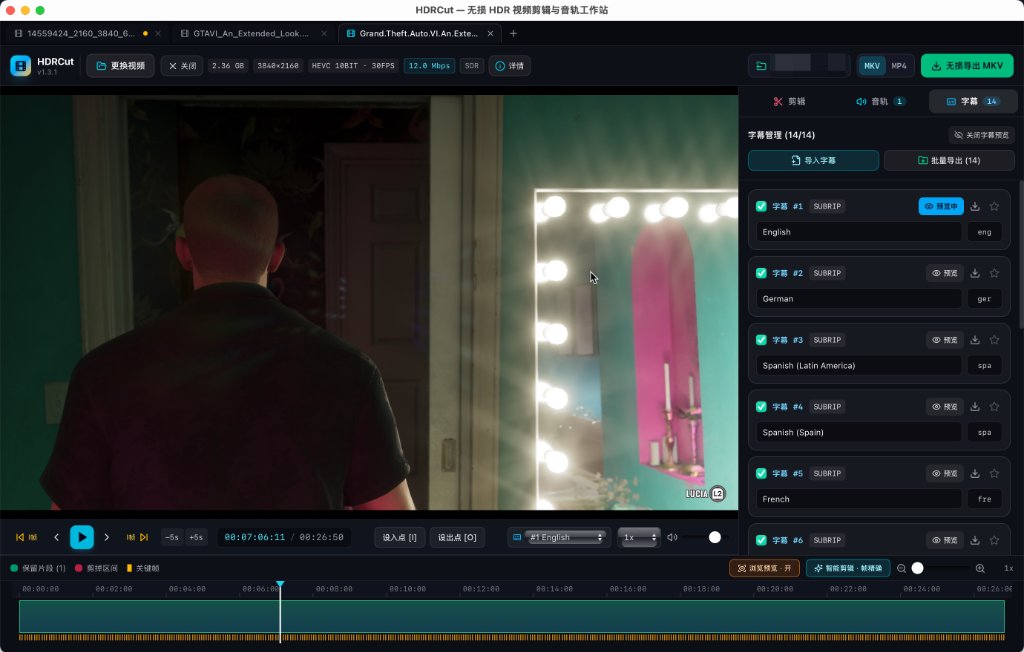 HDRCut — 无损 HDR 视频剪辑与音轨工作站
14559424_2160_3840_6...
GTAVI_An_Extended_Look....
Grand.Theft.Auto.VI.An.Exte...
HDRCut
v1.3.1
更换视频
关闭
2.36 GB
3840×2160
HEVC 10BIT · 30FPS
12.0 Mbps
SDR
详情
MKV
MP4
无损导出 MKV
剪辑
音轨 1
字幕 14
字幕管理 (14/14)
关闭字幕预览
导入字幕
批量导出 (14)
字幕 #1 SUBRIP 预览中
English eng
字幕 #2 SUBRIP 预览
German ger
字幕 #3 SUBRIP 预览
Spanish (Latin America) spa
字幕 #4 SUBRIP 预览
Spanish (Spain) spa
字幕 #5 SUBRIP 预览
French fre
字幕 #6 SUBRIP 预览
LUCIA L2
帧
帧
-5s
+5s
00:07:06:11 / 00:26:50
设入点 [I]
设出点 [O]
#1 English
1x
保留片段 (1)
剪掉区间
关键帧
浏览预览 · 开
智能剪辑 · 帧精确
1x
00:00:00 00:02:00 00:04:00 00:06:00 00:08:00 00:10:00 00:12:00 00:14:00 00:16:00 00:18:00 00:20:00 00:22:00 00:24:00 00:26:00